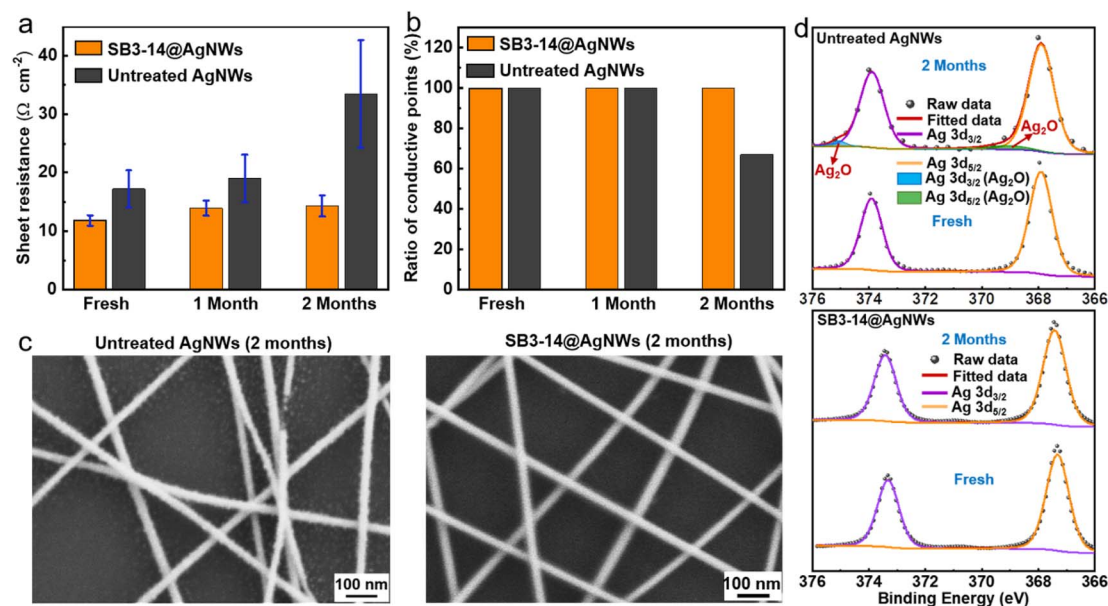 a
SB3-14@AgNWs
Untreated AgNWs
Sheet resistance (Ω cm-2)
40
30
20
10
0
Fresh
1 Month
2 Months
b
SB3-14@AgNWs
Untreated AgNWs
Ratio of conductive points (%)
120
100
80
60
40
20
0
Fresh
1 Month
2 Months
c
Untreated AgNWs (2 months)
100 nm
SB3-14@AgNWs (2 months)
100 nm
d
Untreated AgNWs
2 Months
Raw data
Fitted data
Ag 3d3/2
Ag2O
Ag2O
Ag 3d5/2
Ag 3d3/2 (Ag2O)
Ag 3d5/2 (Ag2O)
Fresh
376 374 372 370 368 366
SB3-14@AgNWs
2 Months
Raw data
Fitted data
Ag 3d3/2
Ag 3d5/2
Fresh
376 374 372 370 368 366
Binding Energy (eV)